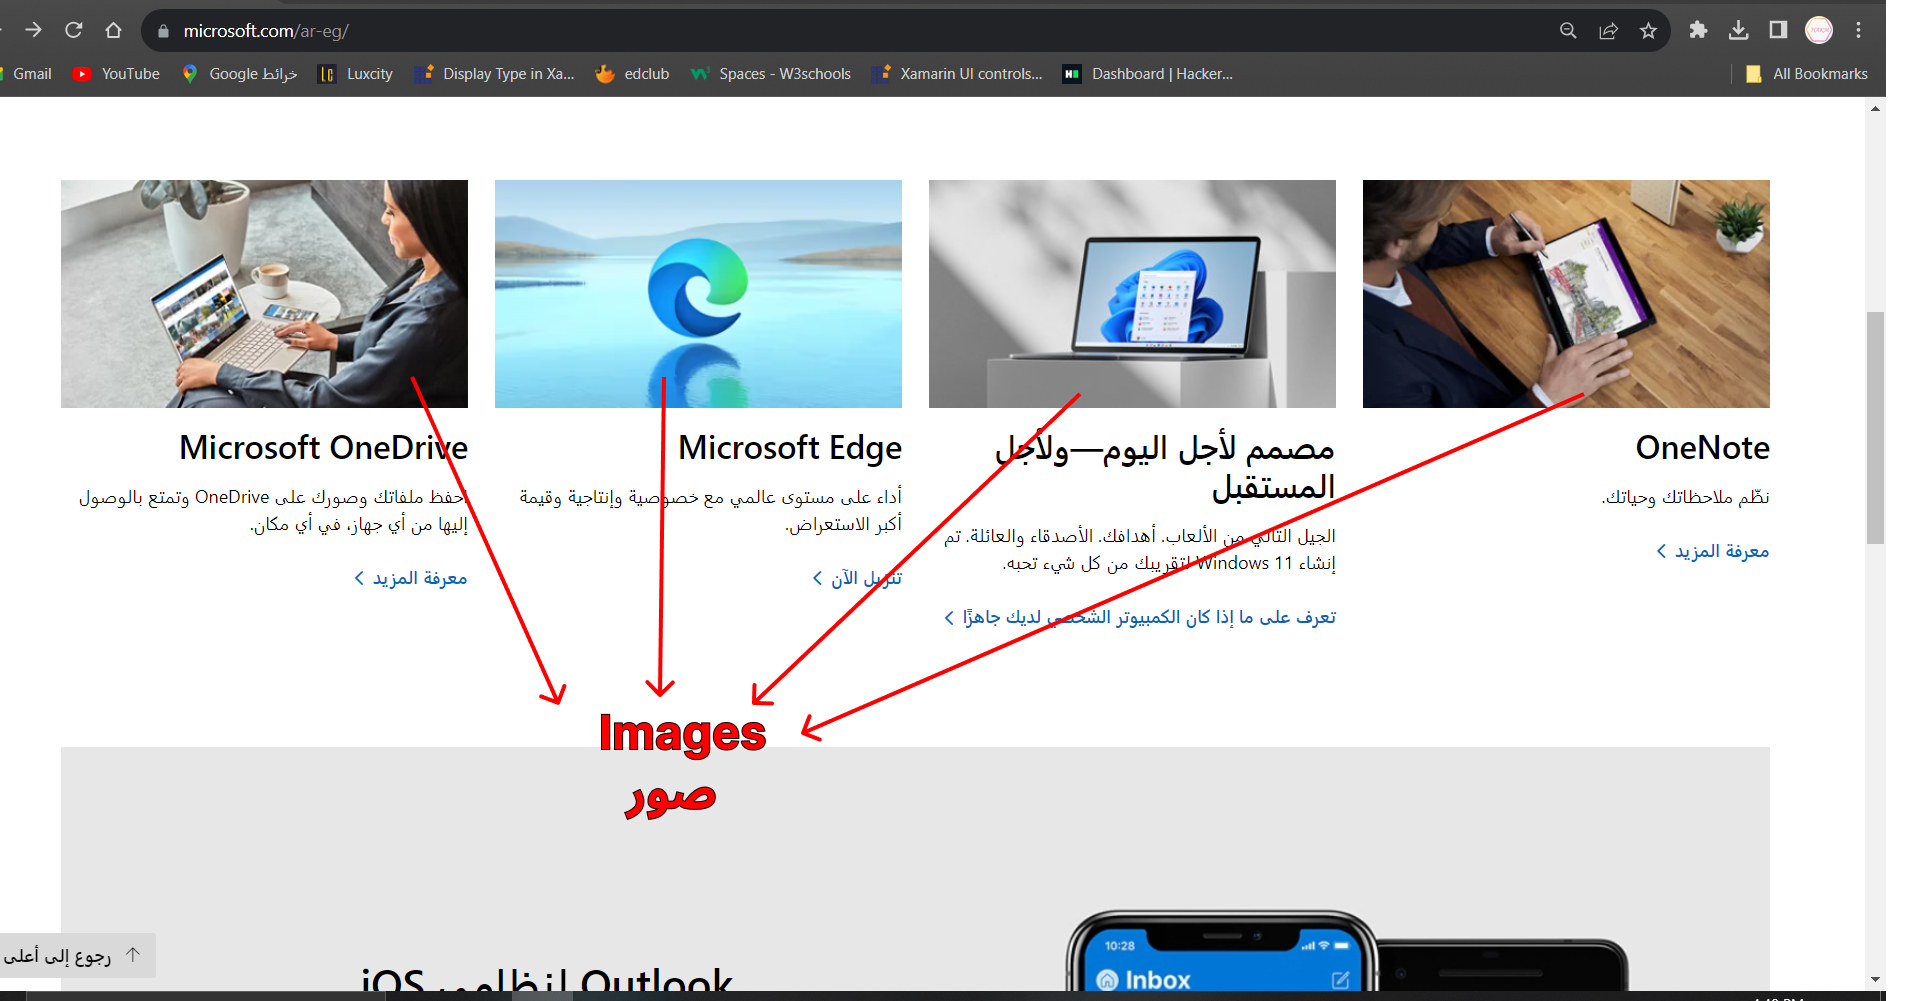 microsoft.com/ar-eg/
Gmail
YouTube
Google خرائط
Luxcity
Display Type in Xa...
edclub
Spaces - W3schools
Xamarin UI controls...
Dashboard | Hacker...
All Bookmarks
OneNote
نظّم ملاحظاتك وحياتك.
معرفة المزيد
مصمم لأجل اليوم—ولأجل
المستقبل
الجيل التالي من الألعاب. أهدافك. الأصدقاء والعائلة. تم
إنشاء Windows 11 لتقريبك من كل شيء تحبه.
تعرف على ما إذا كان الكمبيوتر الشخصي لديك جاهزًا
Microsoft Edge
أداء على مستوى عالمي مع خصوصية وإنتاجية وقيمة
أكبر الاستعراض.
تنزيل الآن
Microsoft OneDrive
احفظ ملفاتك وصورك على OneDrive وتمتع بالوصول
إليها من أي جهاز، في أي مكان.
معرفة المزيد
Images
صور
10:28
Inbox
Outlook لنظامي iOS
رجوع إلى أعلى